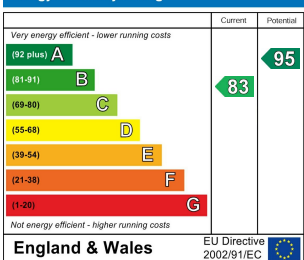 Current Potential
Very energy efficient - lower running costs
(92 plus) A
95
(81-91) B
83
(69-80) C
(55-68) D
(39-54) E
(21-38) F
(1-20) G
Not energy efficient - higher running costs
England & Wales
EU Directive
2002/91/EC